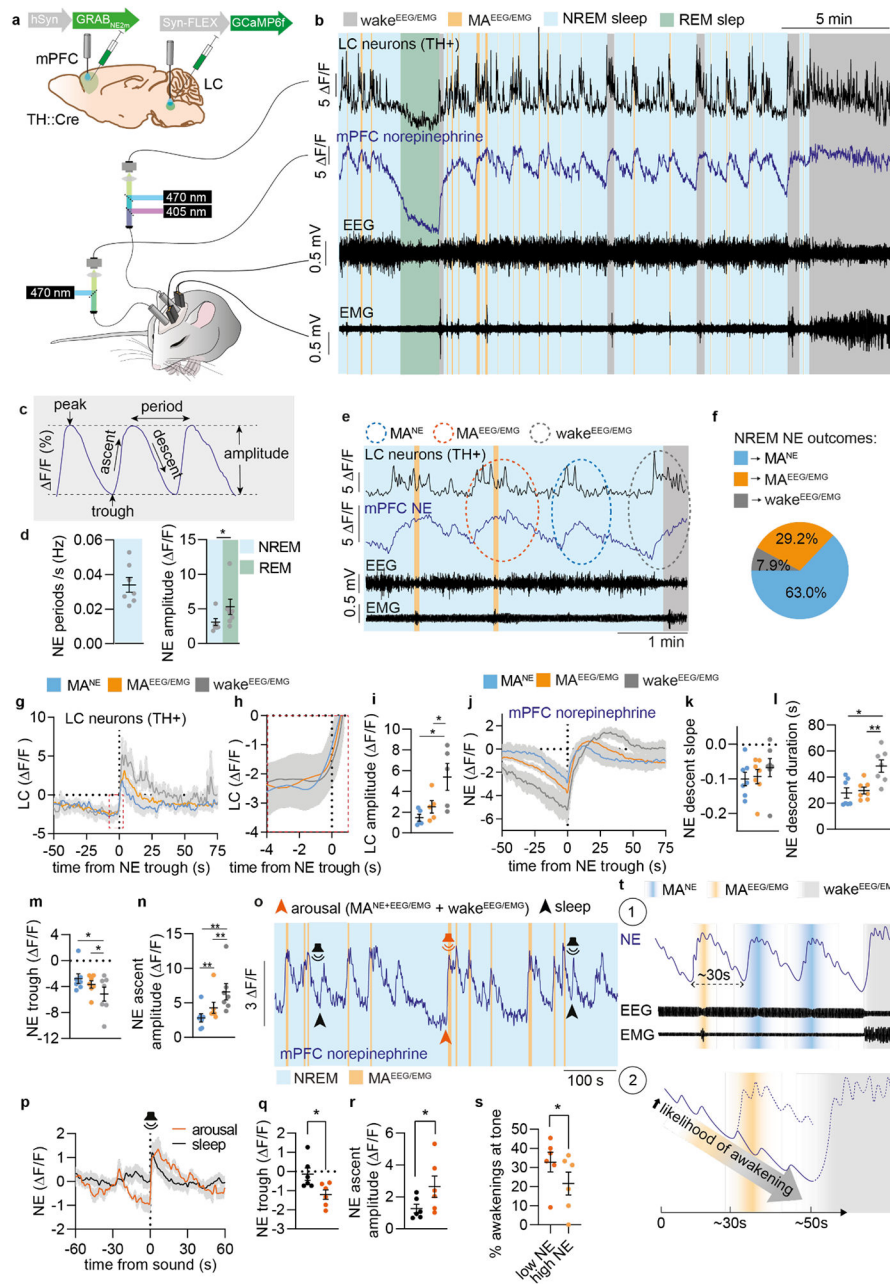 a
hSyn
GRAB NE2m
Syn-FLEX
GCaMP6f
mPFC
LC
TH::Cre
470 nm
405 nm
470 nm
b
wake EEG/EMG
MA EEG/EMG
NREM sleep
REM slep
5 min
LC neurons (TH+)
5 ΔF/F
mPFC norepinephrine
5 ΔF/F
EEG
0.5 mV
EMG
0.5 mV
c
peak
period
ΔF/F (%)
ascent
descent
amplitude
trough
d
NE periods /s (Hz)
0.06
0.04
0.02
0.00
NE amplitude (ΔF/F)
15
10
5
0
*
NREM
REM
e
MA NE
MA EEG/EMG
wake EEG/EMG
LC neurons (TH+)
5 ΔF/F
mPFC NE
5 ΔF/F
EEG
0.5 mV
EMG
1 min
f
NREM NE outcomes:
→ MA NE
→ MA EEG/EMG
→ wake EEG/EMG
29.2%
7.9%
63.0%
MA NE
MA EEG/EMG
wake EEG/EMG
g
LC neurons (TH+)
LC (ΔF/F)
10
5
0
-5
-50 -25 0 25 50 75
time from NE trough (s)
h
LC (ΔF/F)
0
-1
-2
-3
-4
-4 -2 0
time from NE trough (s)
i
LC amplitude (ΔF/F)
8
6
4
2
0
*
*
MA NE
MA EEG/EMG
wake EEG/EMG
j
mPFC norepinephrine
NE (ΔF/F)
4
2
0
-2
-4
-6
-50 -25 0 25 50 75
time from NE trough (s)
k
NE descent slope
0.0
-0.1
-0.2
l
NE descent duration (s)
80
60
40
20
0
*
**
m
NE trough (ΔF/F)
4
0
-4
-8
-12
*
*
n
NE ascent
amplitude (ΔF/F)
15
10
5
0
**
**
**
o
arousal (MA NE+EEG/EMG + wake EEG/EMG)
sleep
3 ΔF/F
mPFC norepinephrine
NREM
MA EEG/EMG
100 s
p
arousal
sleep
NE (ΔF/F)
3
2
1
0
-1
-2
-60 -30 0 30 60
time from sound (s)
q
NE trough (ΔF/F)
2
1
0
-1
-2
-3
*
r
NE ascent
amplitude (ΔF/F)
8
6
4
2
0
*
s
% awakenings at tone
50
40
30
20
10
0
*
low NE
high NE
t
MA NE
MA EEG/EMG
wake EEG/EM
1
NE
~30s
EEG
EMG
2
likelihood of awakening
0
~30s
~50s